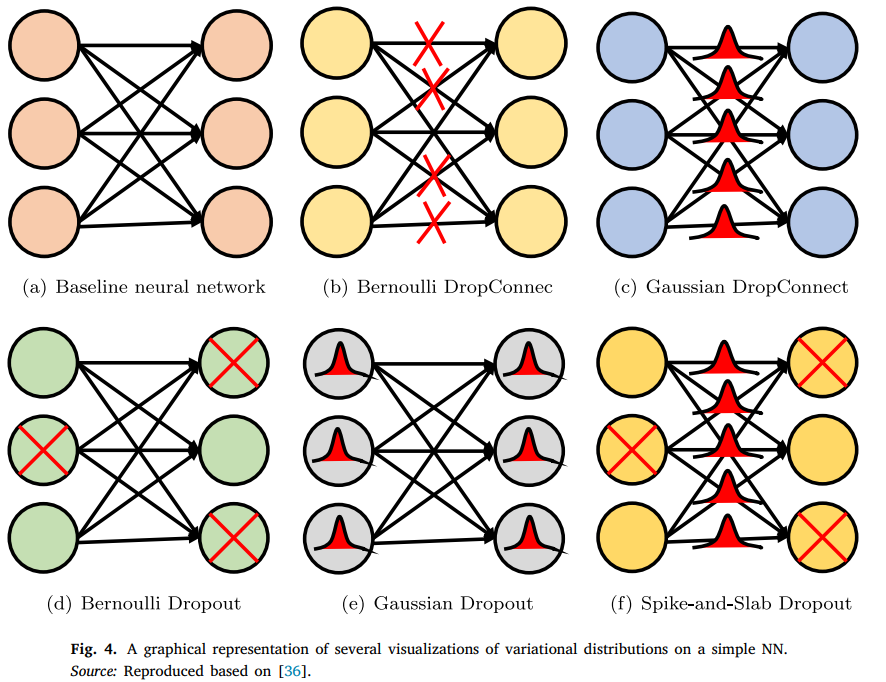 (a) Baseline neural network
(b) Bernoulli DropConnec
(c) Gaussian DropConnect
(d) Bernoulli Dropout
(e) Gaussian Dropout
(f) Spike-and-Slab Dropout
Fig. 4. A graphical representation of several visualizations of variational distributions on a simple NN.
Source: Reproduced based on [36].